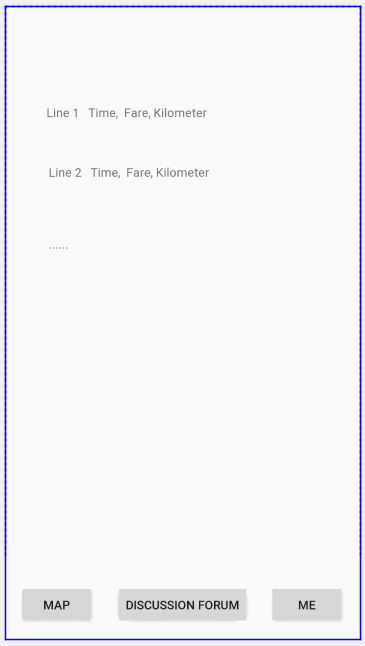 Line 1 Time, Fare, Kilometer
Line 2 Time, Fare, Kilometer
......
MAP DISCUSSION FORUM ME